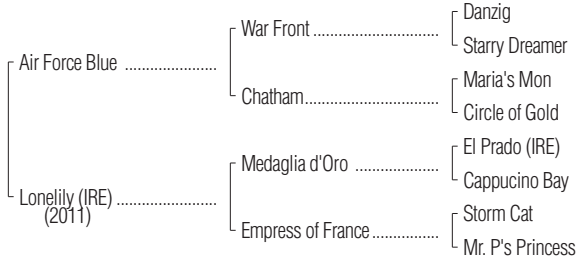 Danzig
War Front ..............................
Starry Dreamer
Air Force Blue ......................
Maria's Mon
Chatham................................
Circle of Gold
El Prado (IRE)
Medaglia d'Oro ....................
Cappucino Bay
Lonelily (IRE) ........................
(2011)
Storm Cat
Empress of France ................
Mr. P's Princess